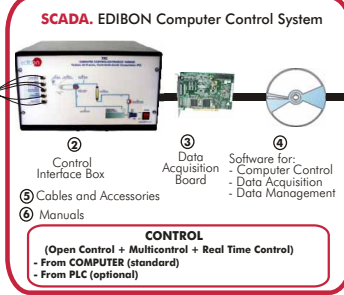 SCADA. EDIBON Computer Control System
② Control Interface Box
③ Data Acquisition Board
④ Software for:
- Computer Control
- Data Acquisition
- Data Management
⑤ Cables and Accessories
⑥ Manuals
CONTROL
(Open Control + Multicontrol + Real Time Control)
- From COMPUTER (standard)
- From PLC (optional)